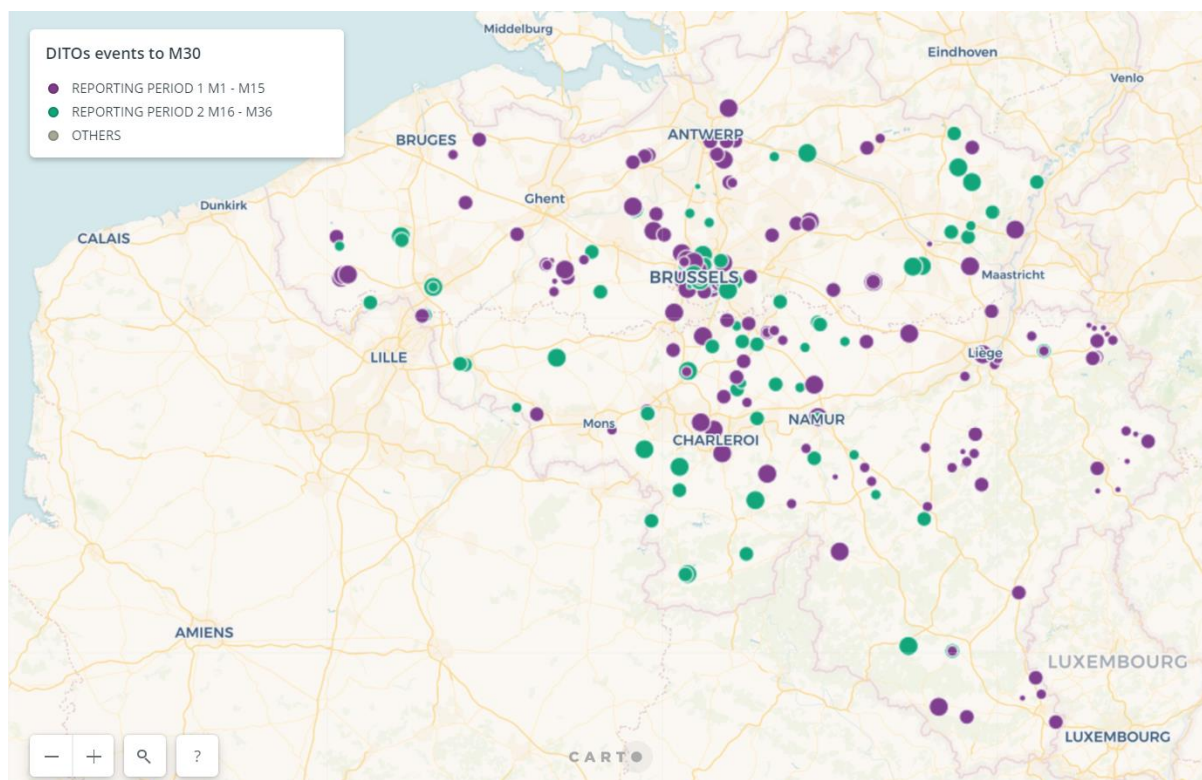 DITOs events to M30
REPORTING PERIOD 1 M1 - M15
REPORTING PERIOD 2 M16 - M36
OTHERS
Middelburg
Eindhoven
Venlo
BRUGES
ANTWERP
Ghent
Dunkirk
CALAIS
BRUSSELS
Maastricht
LILLE
Liège
Mons
NAMUR
CHARLEROI
AMIENS
LUXEMBOURG
LUXEMBOURG
− + ?
CARTO